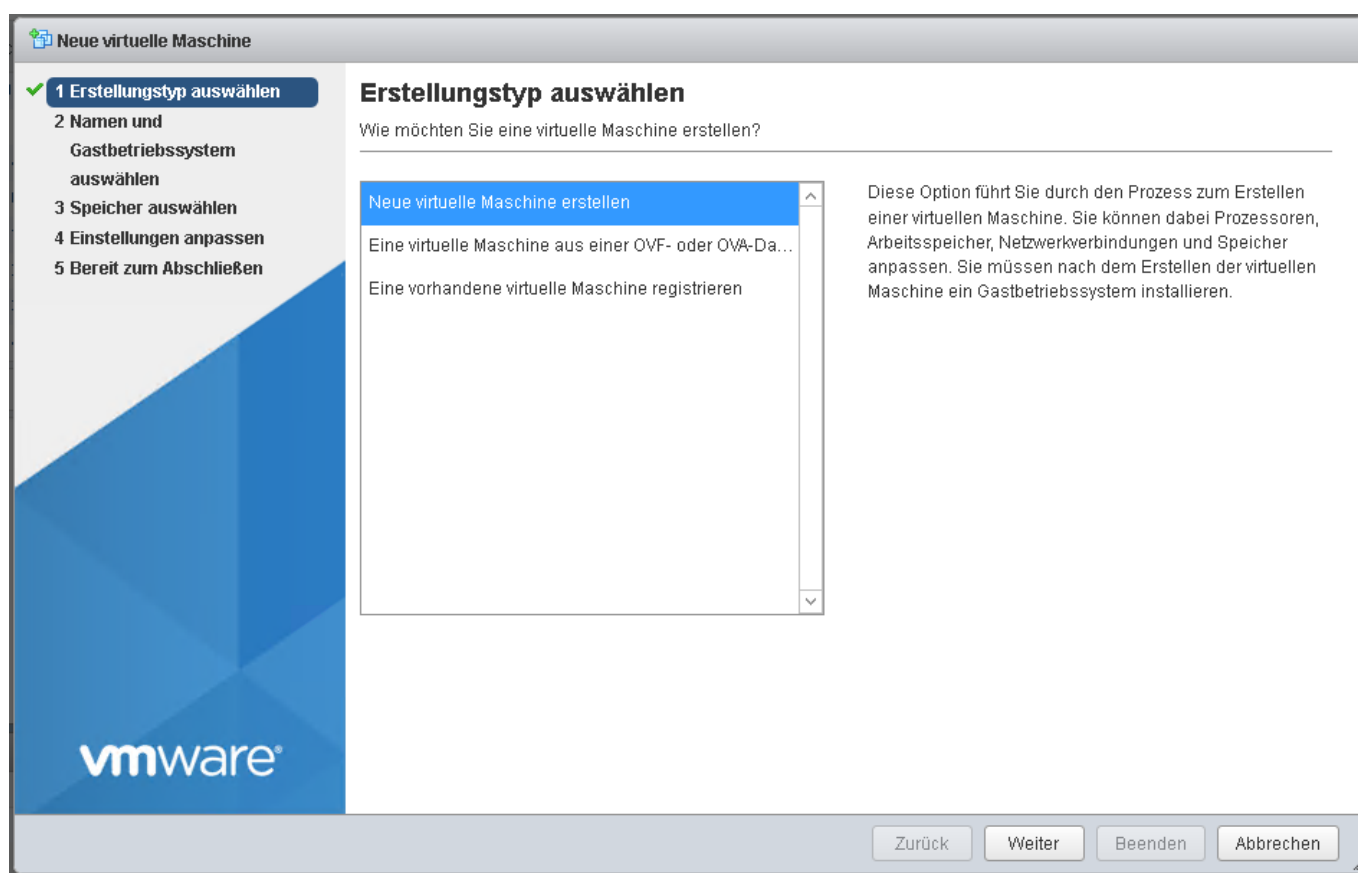 Neue virtuelle Maschine
1 Erstellungstyp auswählen
2 Namen und
Gastbetriebssystem
auswählen
3 Speicher auswählen
4 Einstellungen anpassen
5 Bereit zum Abschließen
vmware®
Erstellungstyp auswählen
Wie möchten Sie eine virtuelle Maschine erstellen?
Neue virtuelle Maschine erstellen
Eine virtuelle Maschine aus einer OVF- oder OVA-Da...
Eine vorhandene virtuelle Maschine registrieren
Diese Option führt Sie durch den Prozess zum Erstellen
einer virtuellen Maschine. Sie können dabei Prozessoren,
Arbeitsspeicher, Netzwerkverbindungen und Speicher
anpassen. Sie müssen nach dem Erstellen der virtuellen
Maschine ein Gastbetriebssystem installieren.
Zurück
Weiter
Beenden
Abbrechen